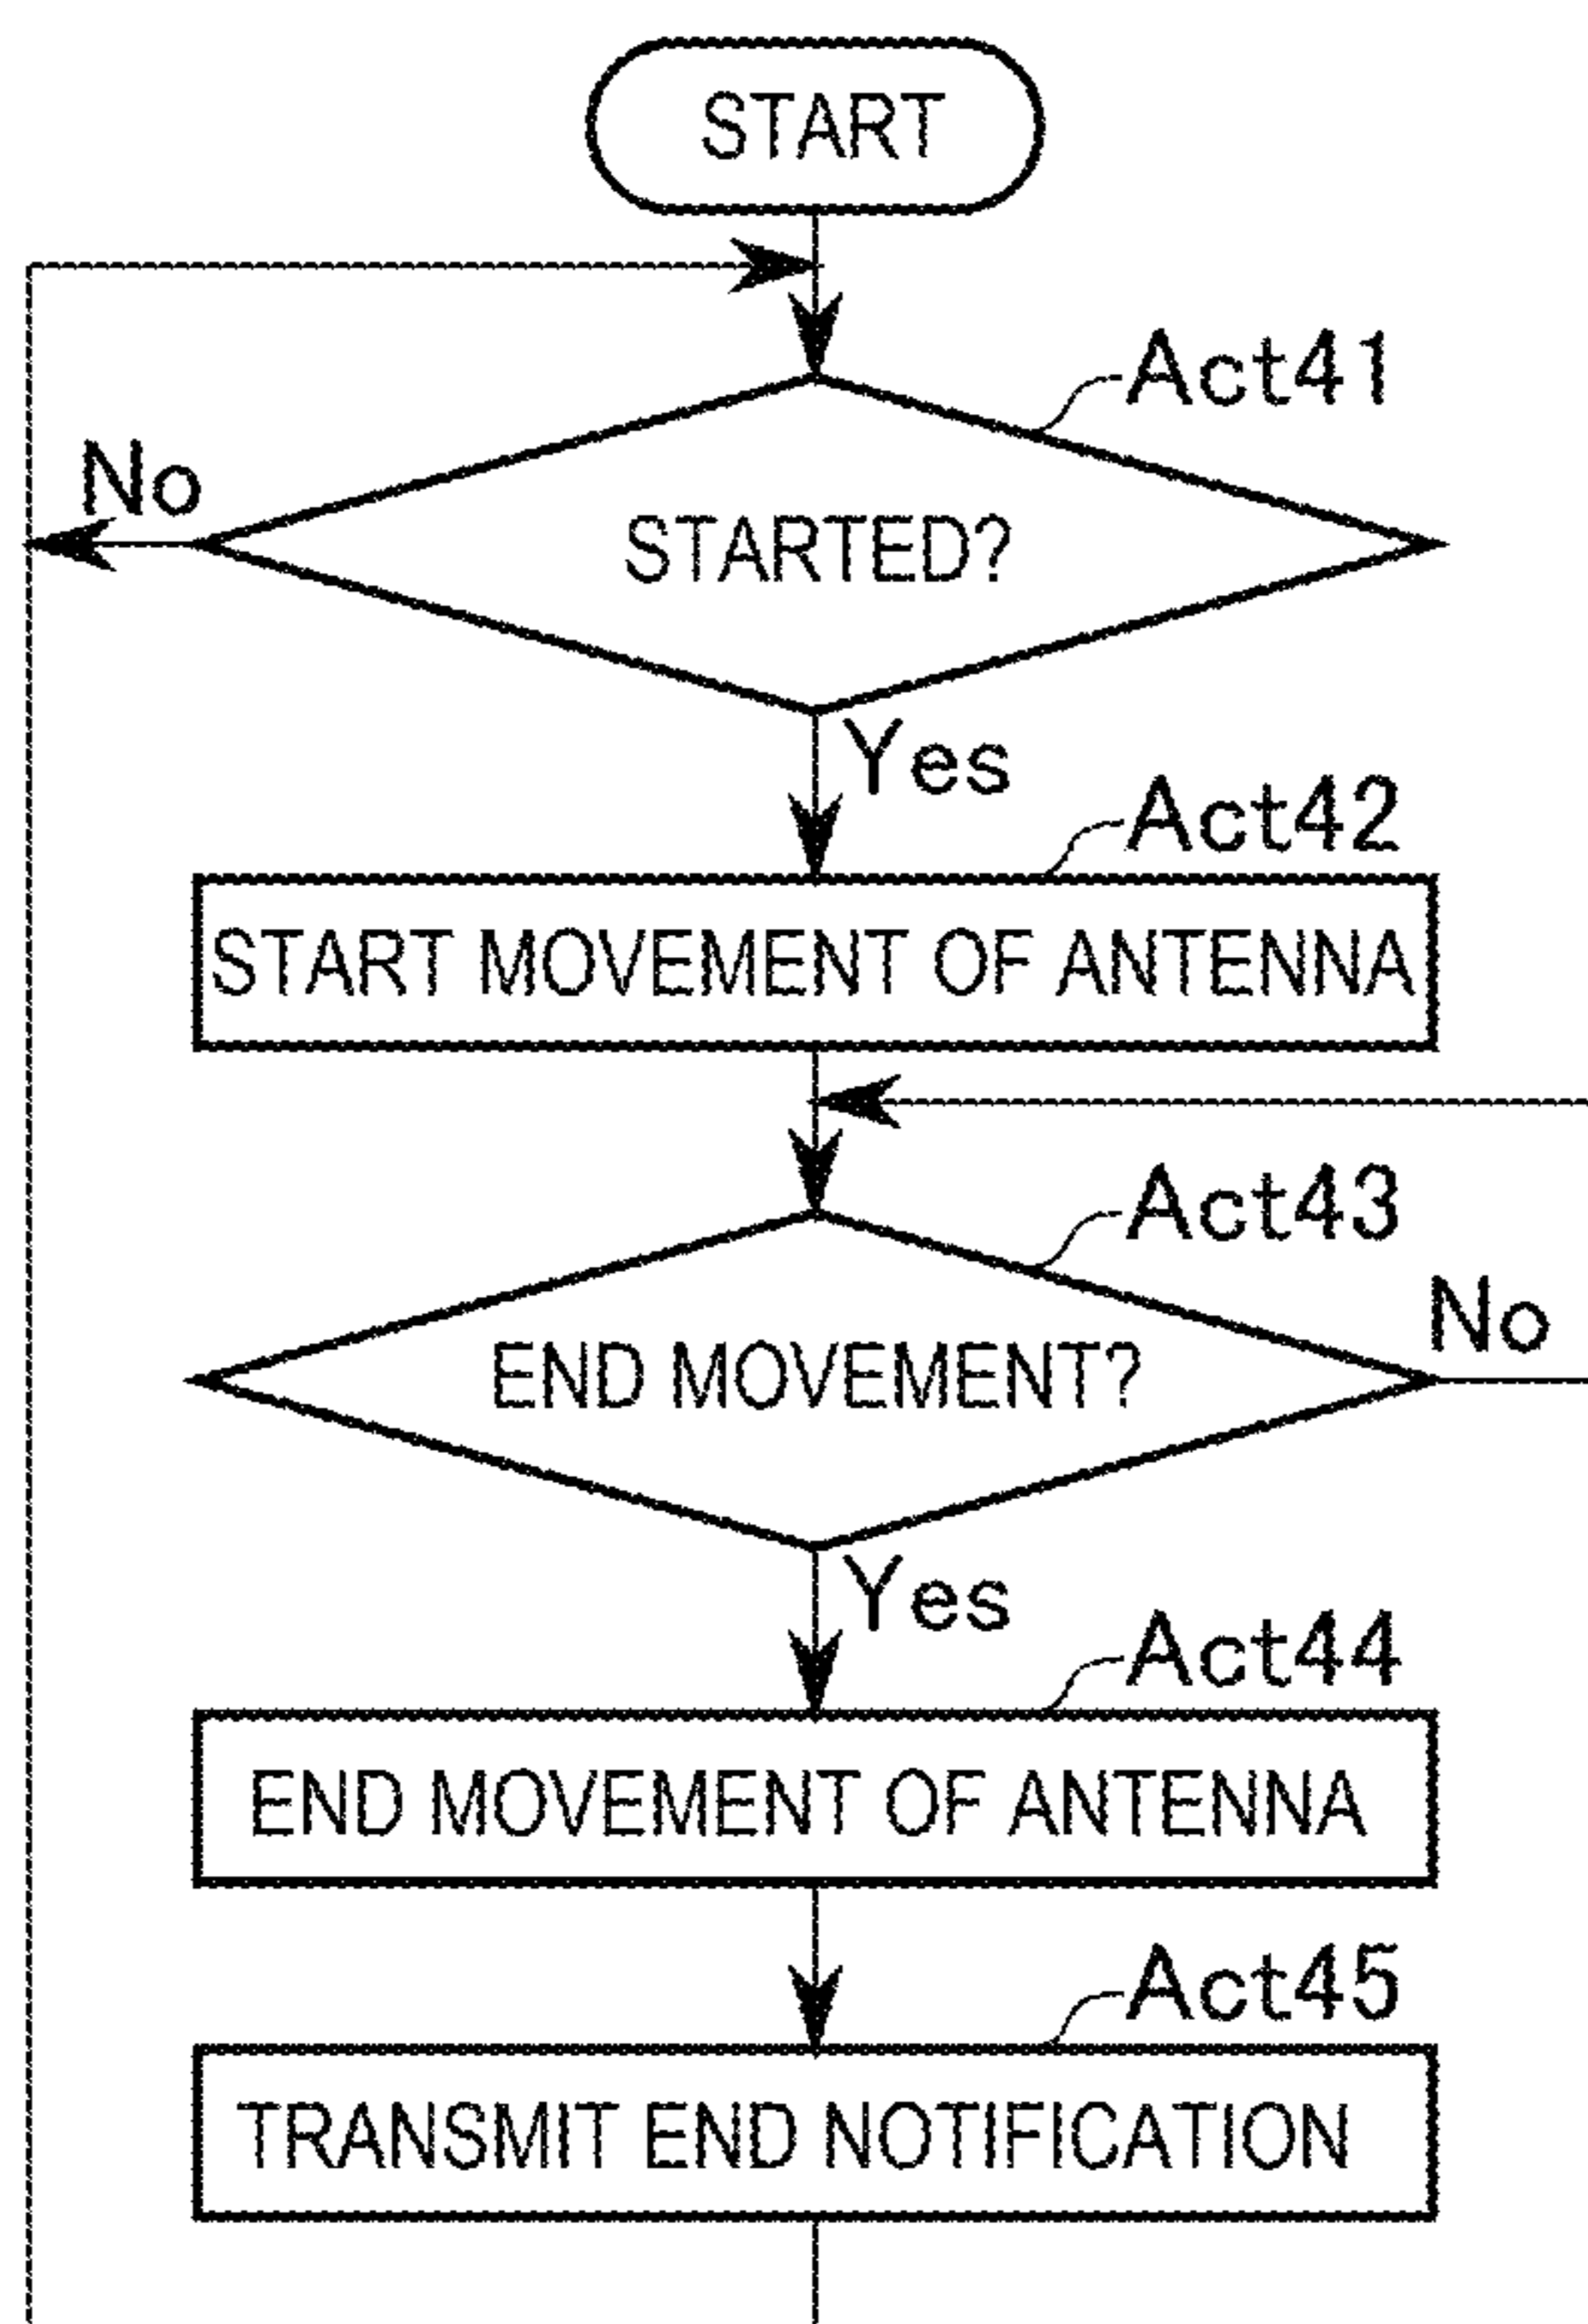 START
Act41
No
STARTED?
Yes
Act42
START MOVEMENT OF ANTENNA
Act43
No
END MOVEMENT?
Yes
Act44
END MOVEMENT OF ANTENNA
Act45
TRANSMIT END NOTIFICATION